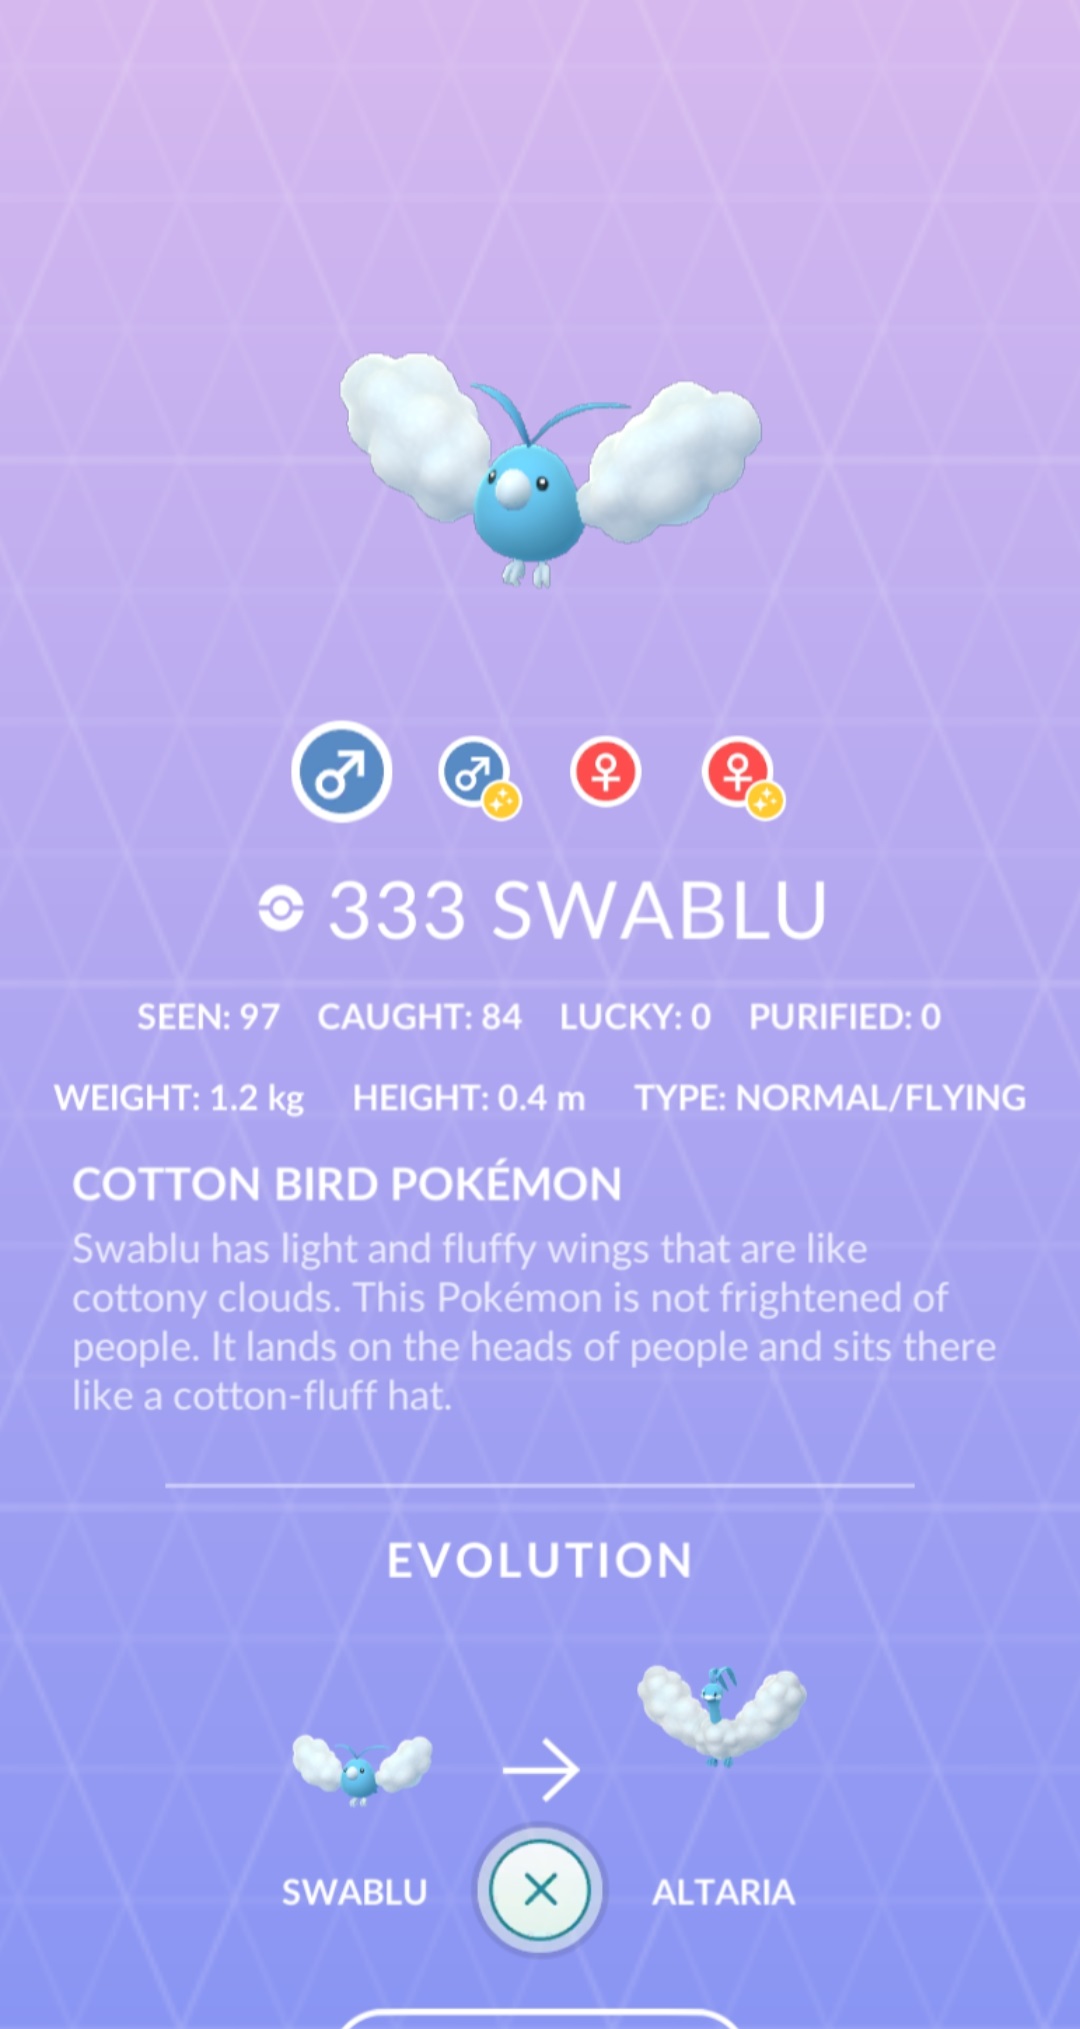 333 SWABLU
SEEN: 97 CAUGHT: 84 LUCKY: 0 PURIFIED: 0
WEIGHT: 1.2 kg HEIGHT: 0.4 m TYPE: NORMAL/FLYING
COTTON BIRD POKÉMON
Swablu has light and fluffy wings that are like
cottony clouds. This Pokémon is not frightened of
people. It lands on the heads of people and sits there
like a cotton-fluff hat.
EVOLUTION
SWABLU ALTARIA